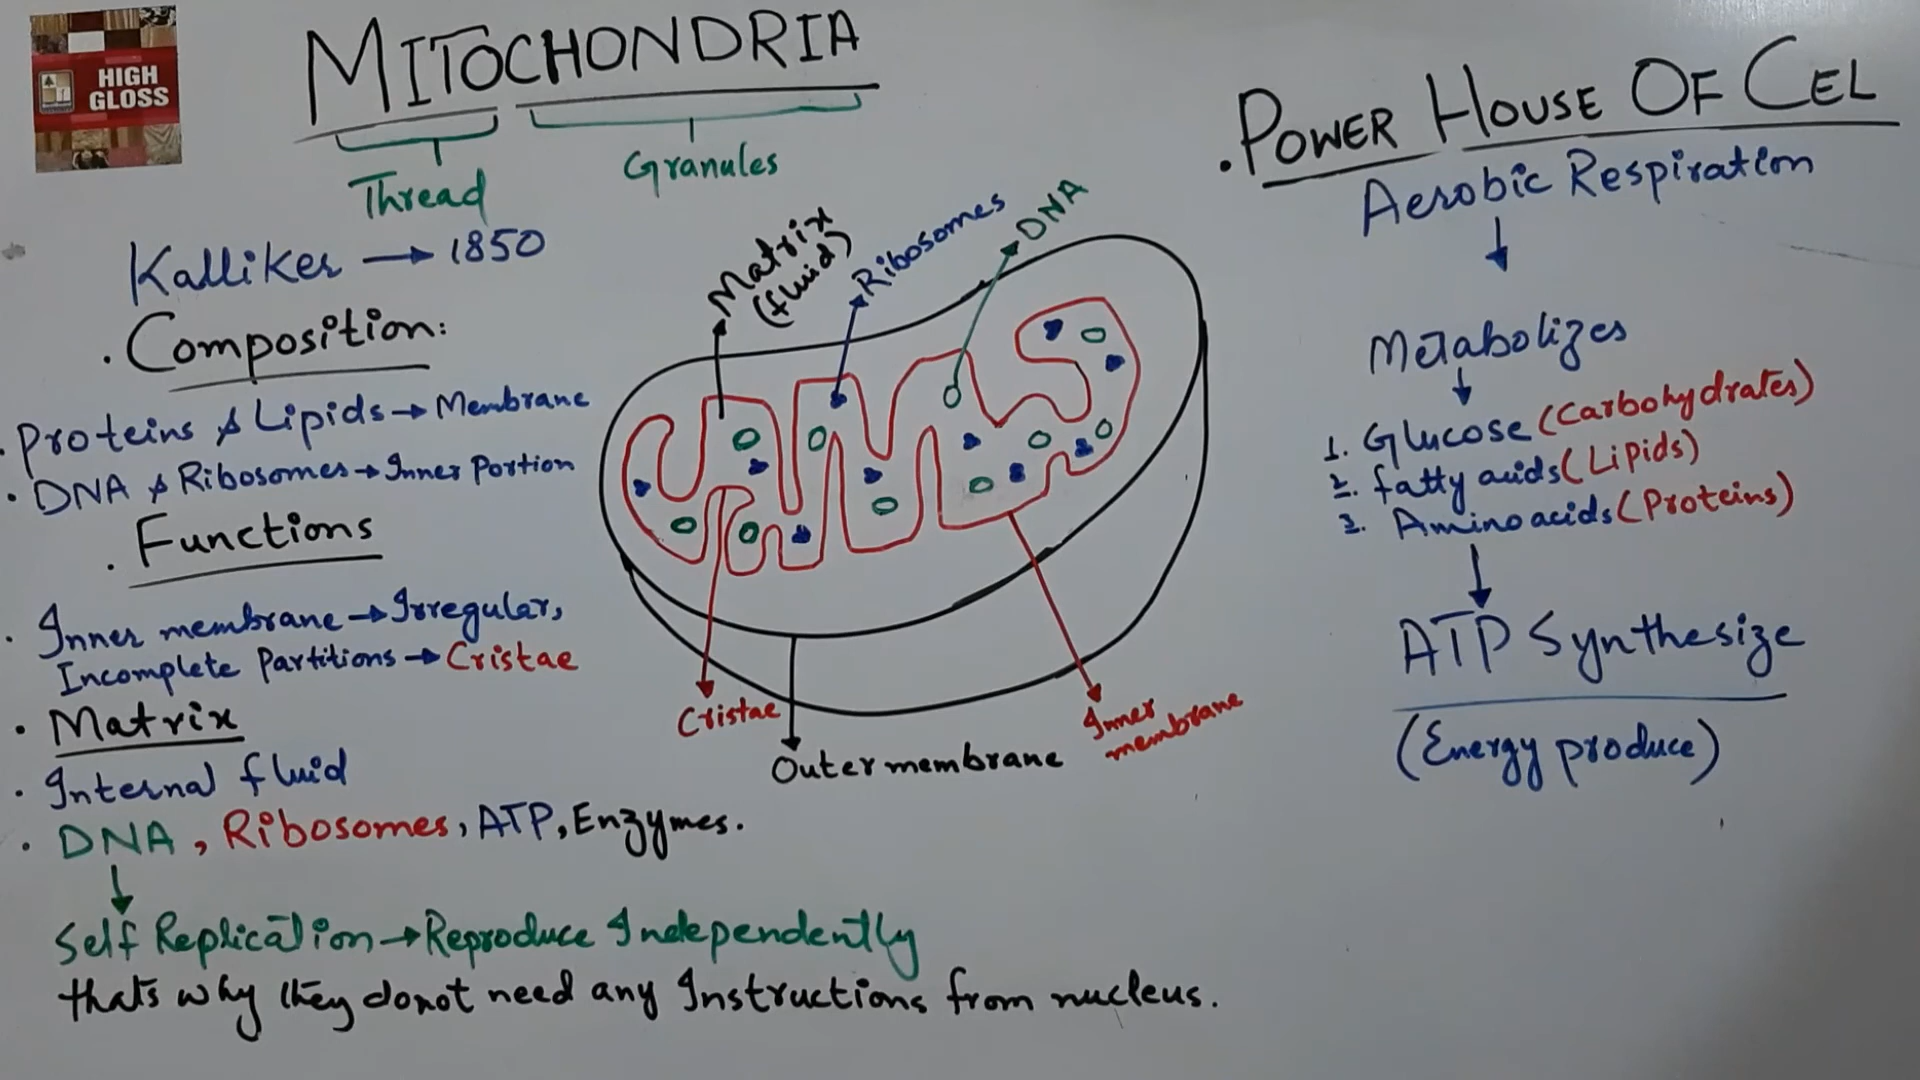 HIGH
GLOSS
MITOCHONDRIA
Thread
Granules
Kalliker → 1850
. Composition:
. Proteins & Lipids → Membrane
. DNA & Ribosomes → Inner Portion
. Functions
. Inner membrane → Irregular,
Incomplete Partitions → Cristae
. Matrix
. Internal fluid
. DNA, Ribosomes, ATP, Enzymes.
↓
Self Replication → Reproduce Independently
thats why they donot need any Instructions from nucleus.
Matrix
(fluid)
Ribosomes
DNA
Cristae
Outer membrane
Inner
membrane
. POWER HOUSE OF CEL
Aerobic Respiration
↓
Metabolizes
↓
1. Glucose (Carbohydrates)
2. fatty acids (Lipids)
3. Amino acids (Proteins)
↓
ATP Synthesize
(Energy produce)